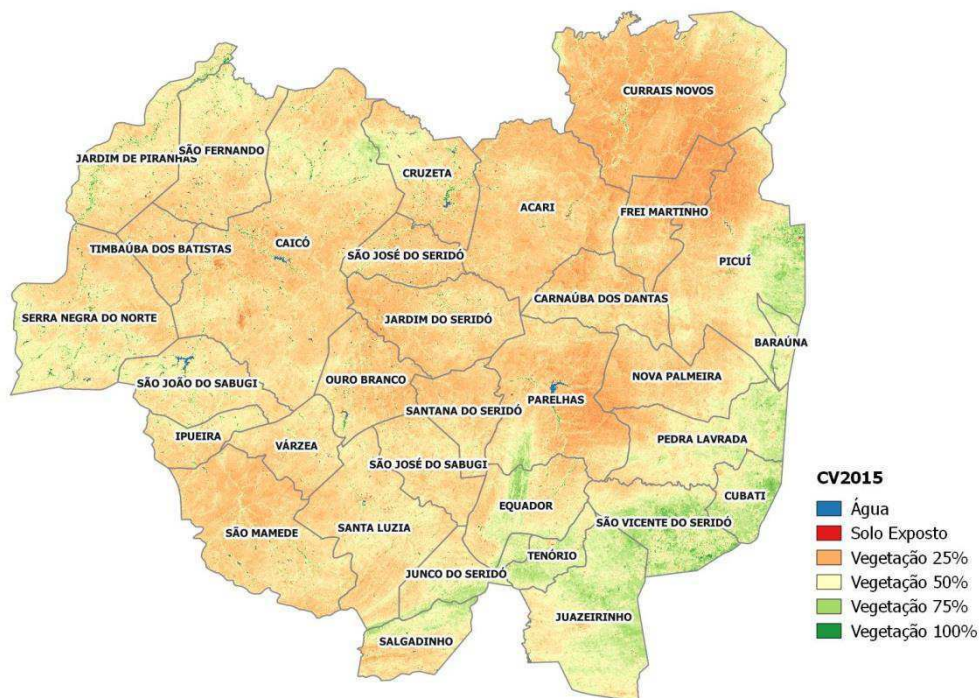 CURRAIS NOVOS
JARDIM DE PIRANHAS
SÃO FERNANDO
CRUZETA
ACARI
FREI MARTINHO
TIMBAÚBA DOS BATISTAS
CAICÓ
SÃO JOSÉ DO SERIDÓ
PICUÍ
SERRA NEGRA DO NORTE
JARDIM DO SERIDÓ
CARNAÚBA DOS DANTAS
BARAÚNA
SÃO JOÃO DO SABUGI
OURO BRANCO
SANTANA DO SERIDÓ
PARELHAS
NOVA PALMEIRA
IPUEIRA
VÁRZEA
SÃO JOSÉ DO SABUGI
PEDRA LAVRADA
SÃO MAMEDE
SANTA LUZIA
EQUADOR
SÃO VICENTE DO SERIDÓ
CUBATI
JUNCO DO SERIDÓ
TENÓRIO
SALGADINHO
JUAZEIRINHO
CV2015
Água
Solo Exposto
Vegetação 25%
Vegetação 50%
Vegetação 75%
Vegetação 100%